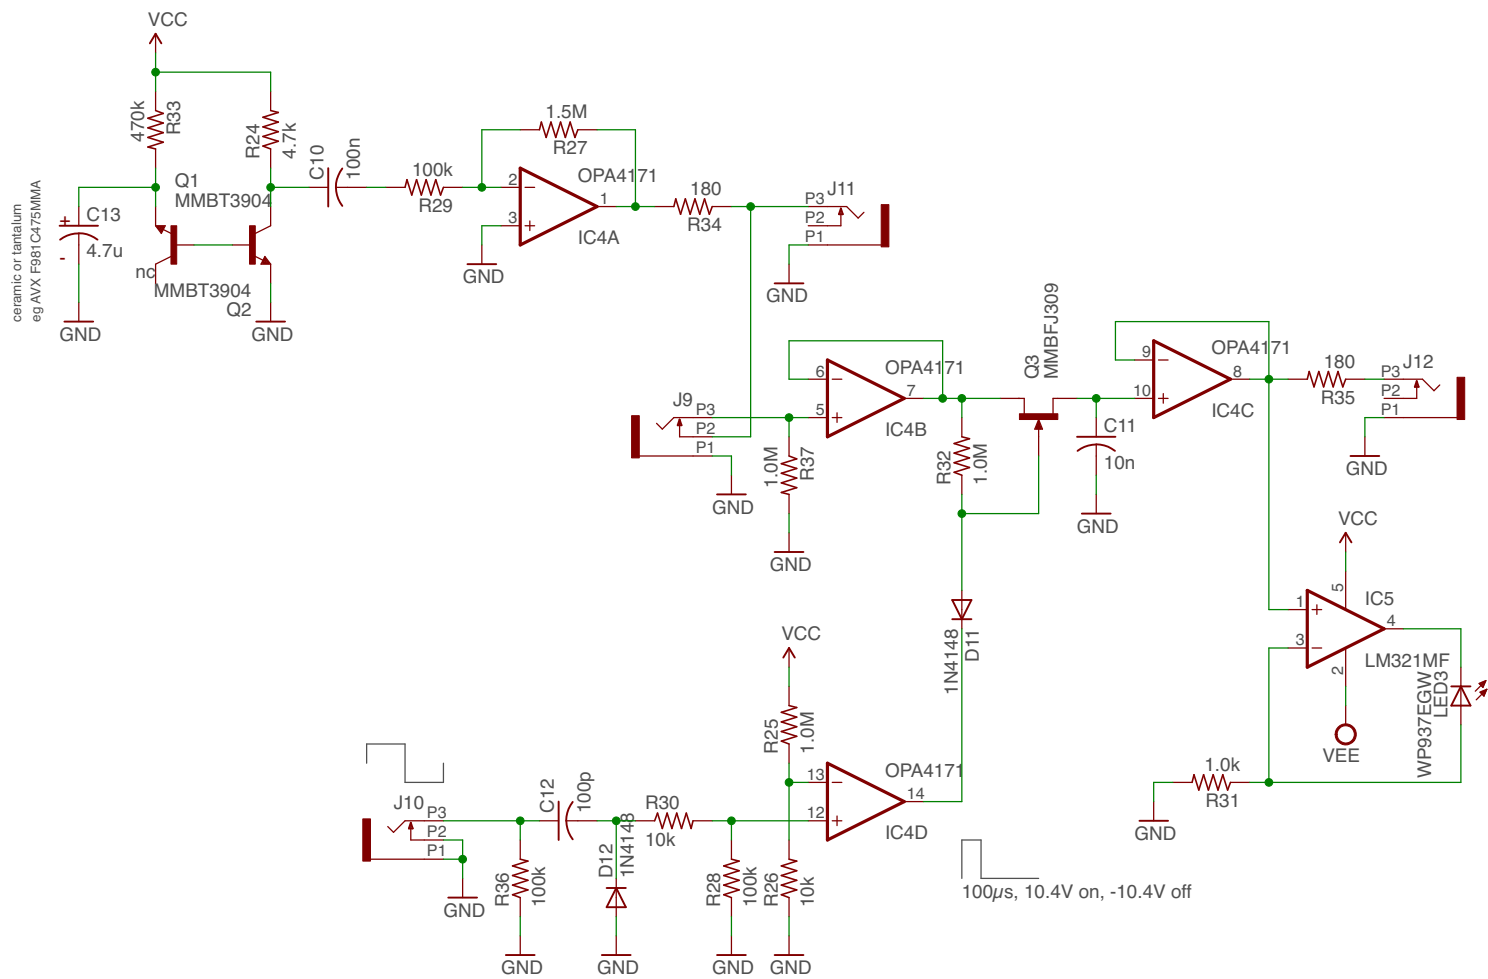 VCC
470k
R33
R24
4.7k
C10
100n
1.5M
R27
OPA4171
100k
R29
2
3
1
IC4A
GND
180
R34
J11
P3
P2
P1
GND
Q1
MMBT3904
C13
4.7u
+
-
ceramic or tantalum
eg AVX F981C475MMA
nc
MMBT3904
Q2
GND
GND
J9
P3
P2
P1
GND
1.0M
R37
GND
6
5
7
OPA4171
IC4B
R32
1.0M
Q3
MMBFJ309
C11
10n
GND
9
10
8
OPA4171
IC4C
180
R35
J12
P3
P2
P1
GND
VCC
5
IC5
1
3
4
2
LM321MF
VEE
WP937EGW
LED3
1.0k
R31
GND
1N4148
D11
VCC
R25
1.0M
OPA4171
13
12
14
IC4D
J10
P3
P2
P1
GND
C12
100p
R36
100k
GND
D12
1N4148
GND
R30
10k
R28
100k
GND
R26
10k
GND
100µs, 10.4V on, -10.4V off